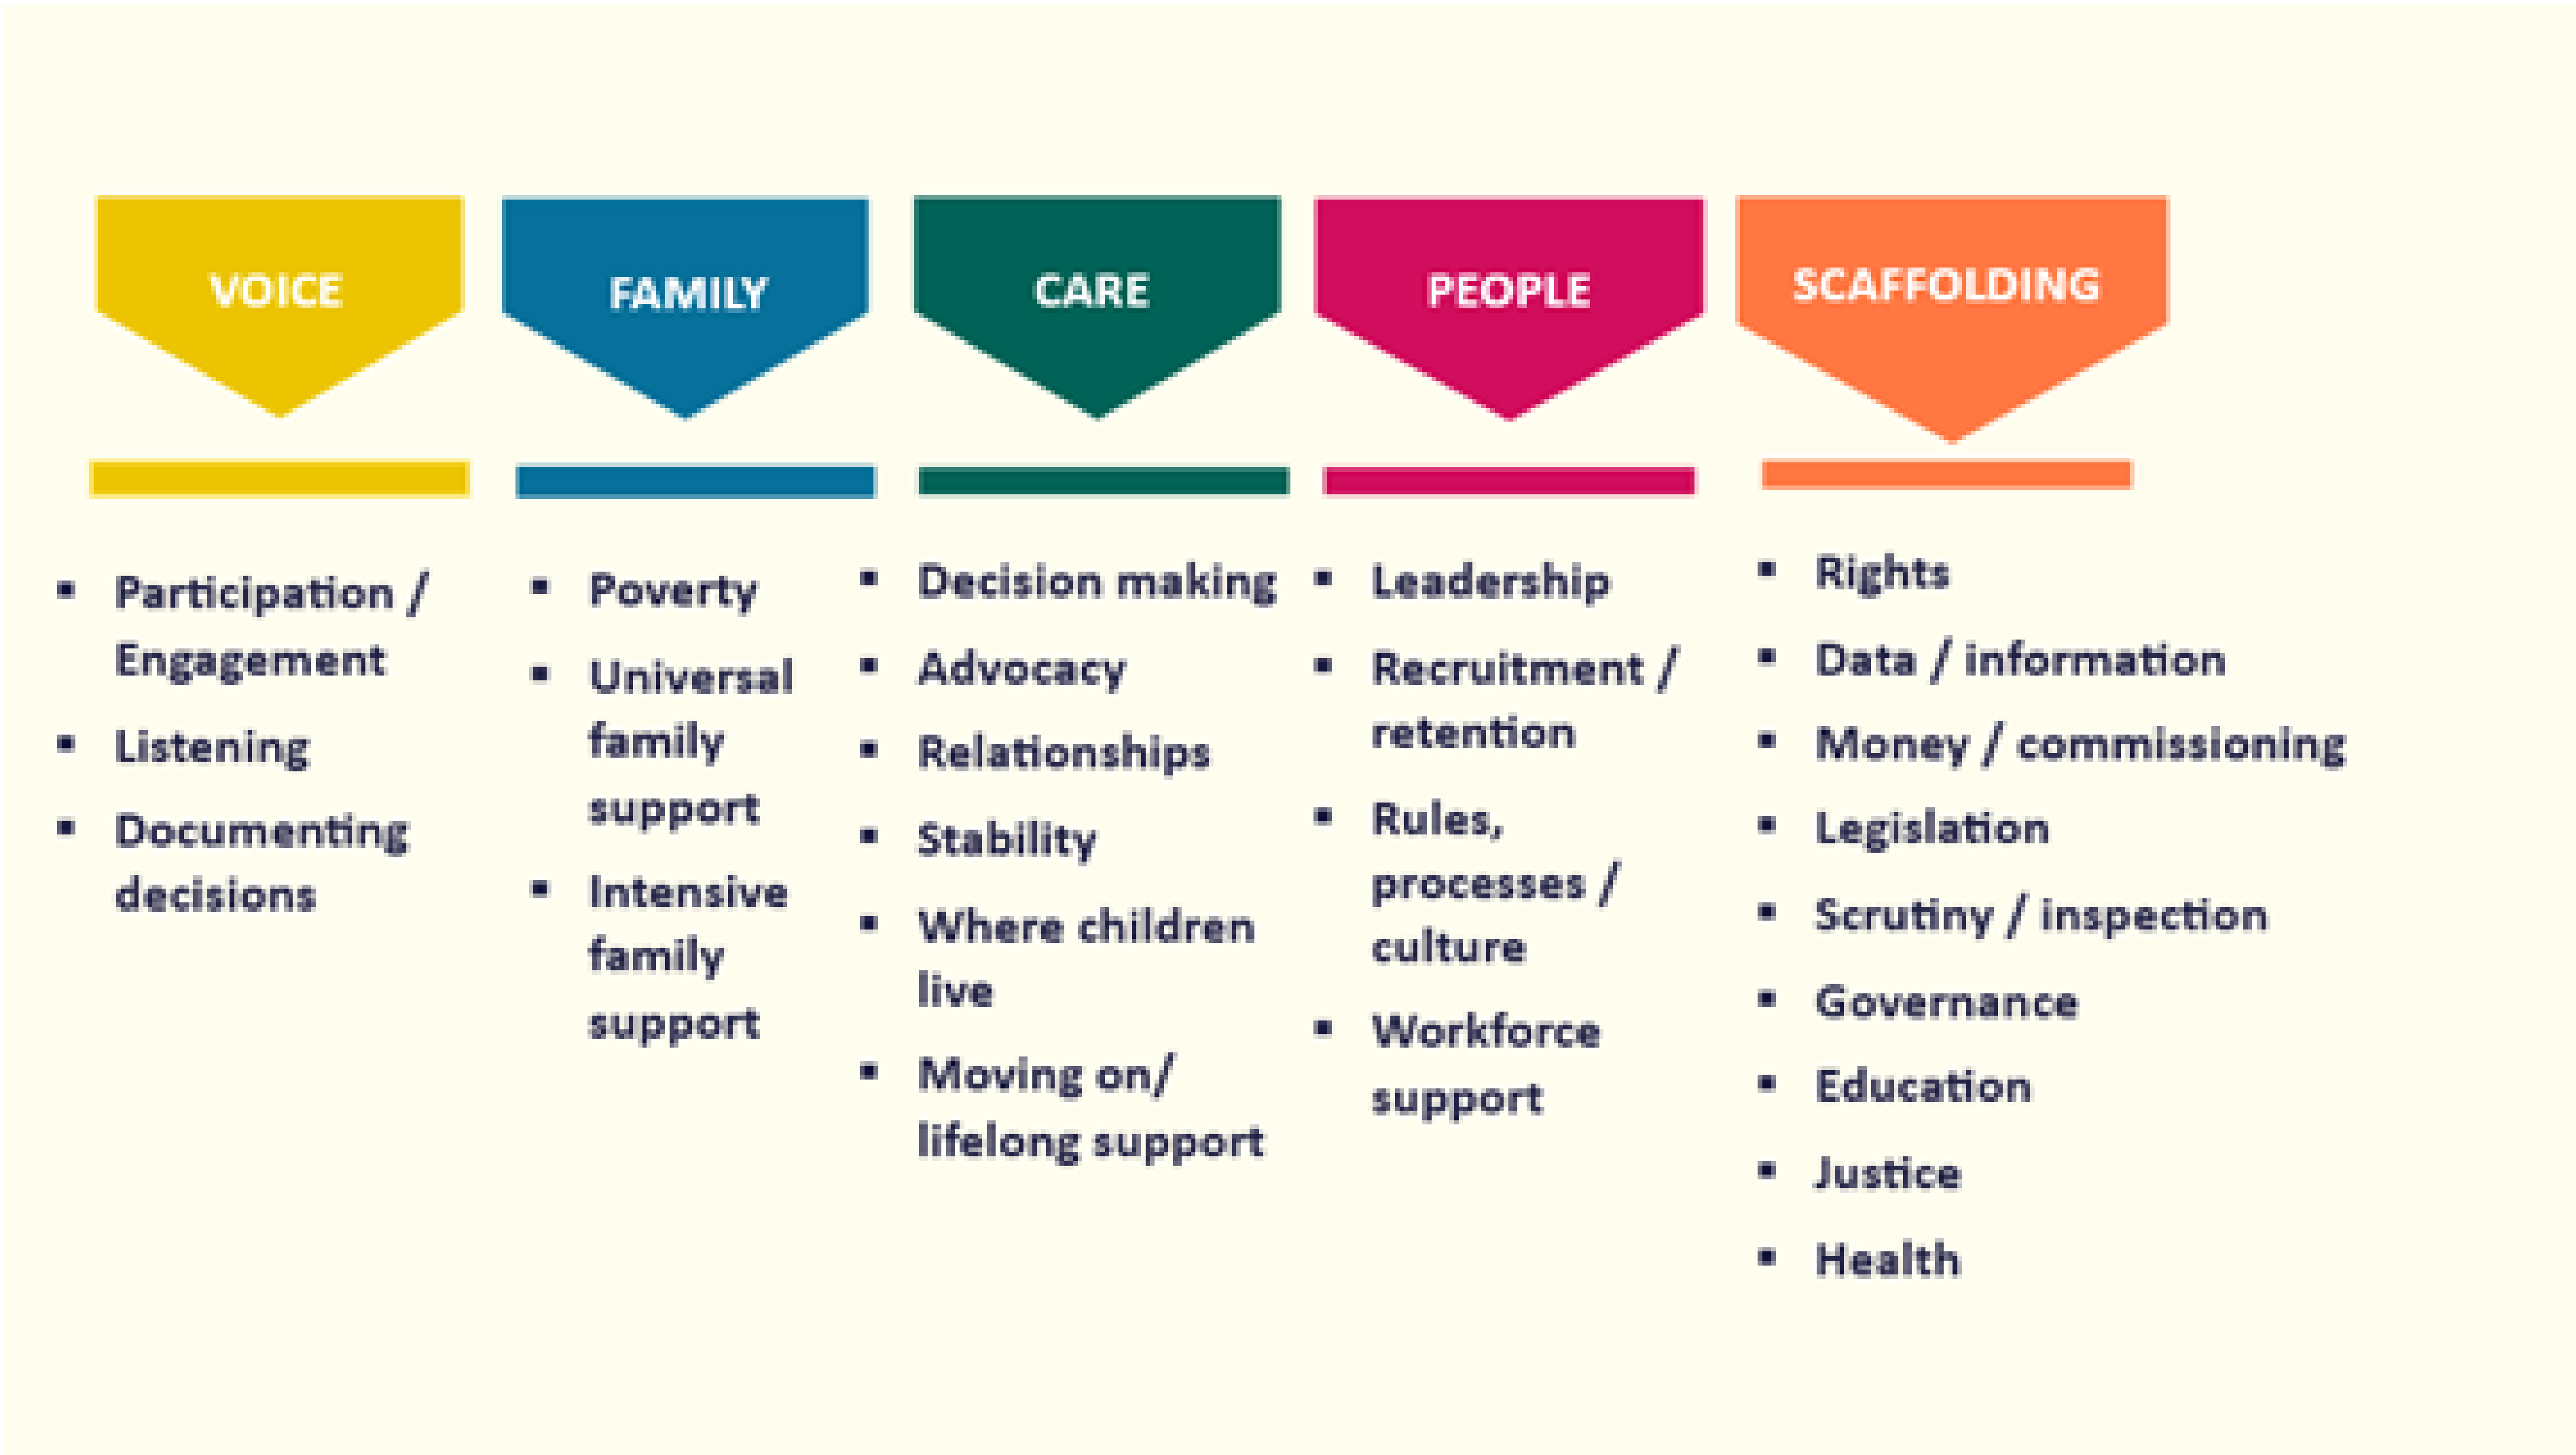 VOICE
Participation /
Engagement
Listening
Documenting
decisions
FAMILY
Poverty
Universal
family
support
Intensive
family
support
CARE
Decision making
Advocacy
Relationships
Stability
Where children
live
Moving on/
lifelong support
PEOPLE
Leadership
Recruitment /
retention
Rules,
processes /
culture
Workforce
support
SCAFFOLDING
Rights
Data / information
Money / commissioning
Legislation
Scrutiny / inspection
Governance
Education
Justice
Health